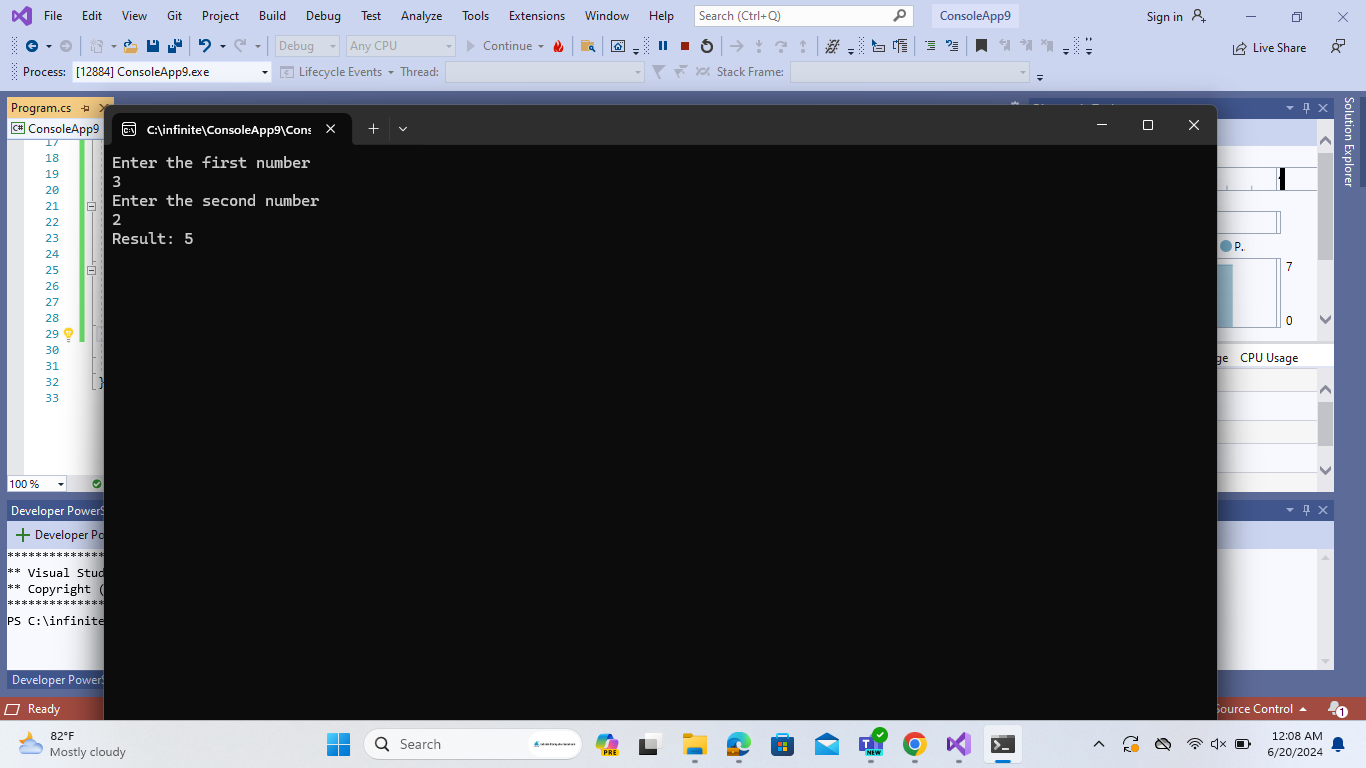 File Edit View Git Project Build Debug Test Analyze Tools Extensions Window Help Search (Ctrl+Q) ConsoleApp9 Sign in
Debug Any CPU Continue Live Share
Process: [12884] ConsoleApp9.exe Lifecycle Events Thread: Stack Frame:
Program.cs
ConsoleApp9
C:\infinite\ConsoleApp9\Cons
Solution Explorer
17
18
19
20
21
22
23
24
25
26
27
28
29
30
31
32 }
33
Enter the first number
3
Enter the second number
2
Result: 5
P..
7
0
ge CPU Usage
100 %
Developer PowerS
Developer Po
****************
** Visual Stud
** Copyright (
****************
PS C:\infinite
Developer PowerS
Ready Source Control 1
82°F
Mostly cloudy
Search
PRE
NEW
12:08 AM
6/20/2024